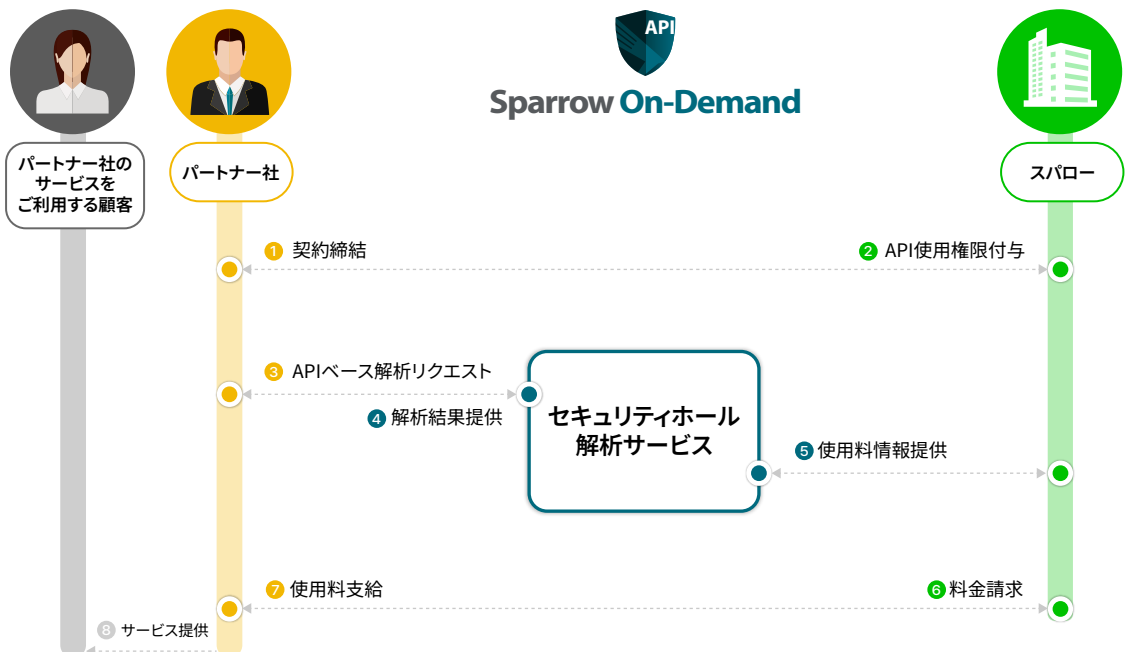 API
Sparrow On-Demand
パートナー社の
サービスを
ご利用する顧客
パートナー社
スパロー
1 契約締結
2 API使用権限付与
3 APIベース解析リクエスト
4 解析結果提供
セキュリティホール
解析サービス
5 使用料情報提供
7 使用料支給
6 料金請求
8 サービス提供